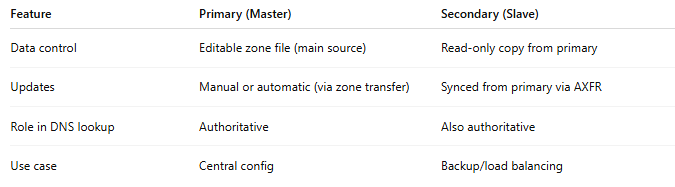 Feature Primary (Master) Secondary (Slave)
Data control Editable zone file (main source) Read-only copy from primary
Updates Manual or automatic (via zone transfer) Synced from primary via AXFR
Role in DNS lookup Authoritative Also authoritative
Use case Central config Backup/load balancing